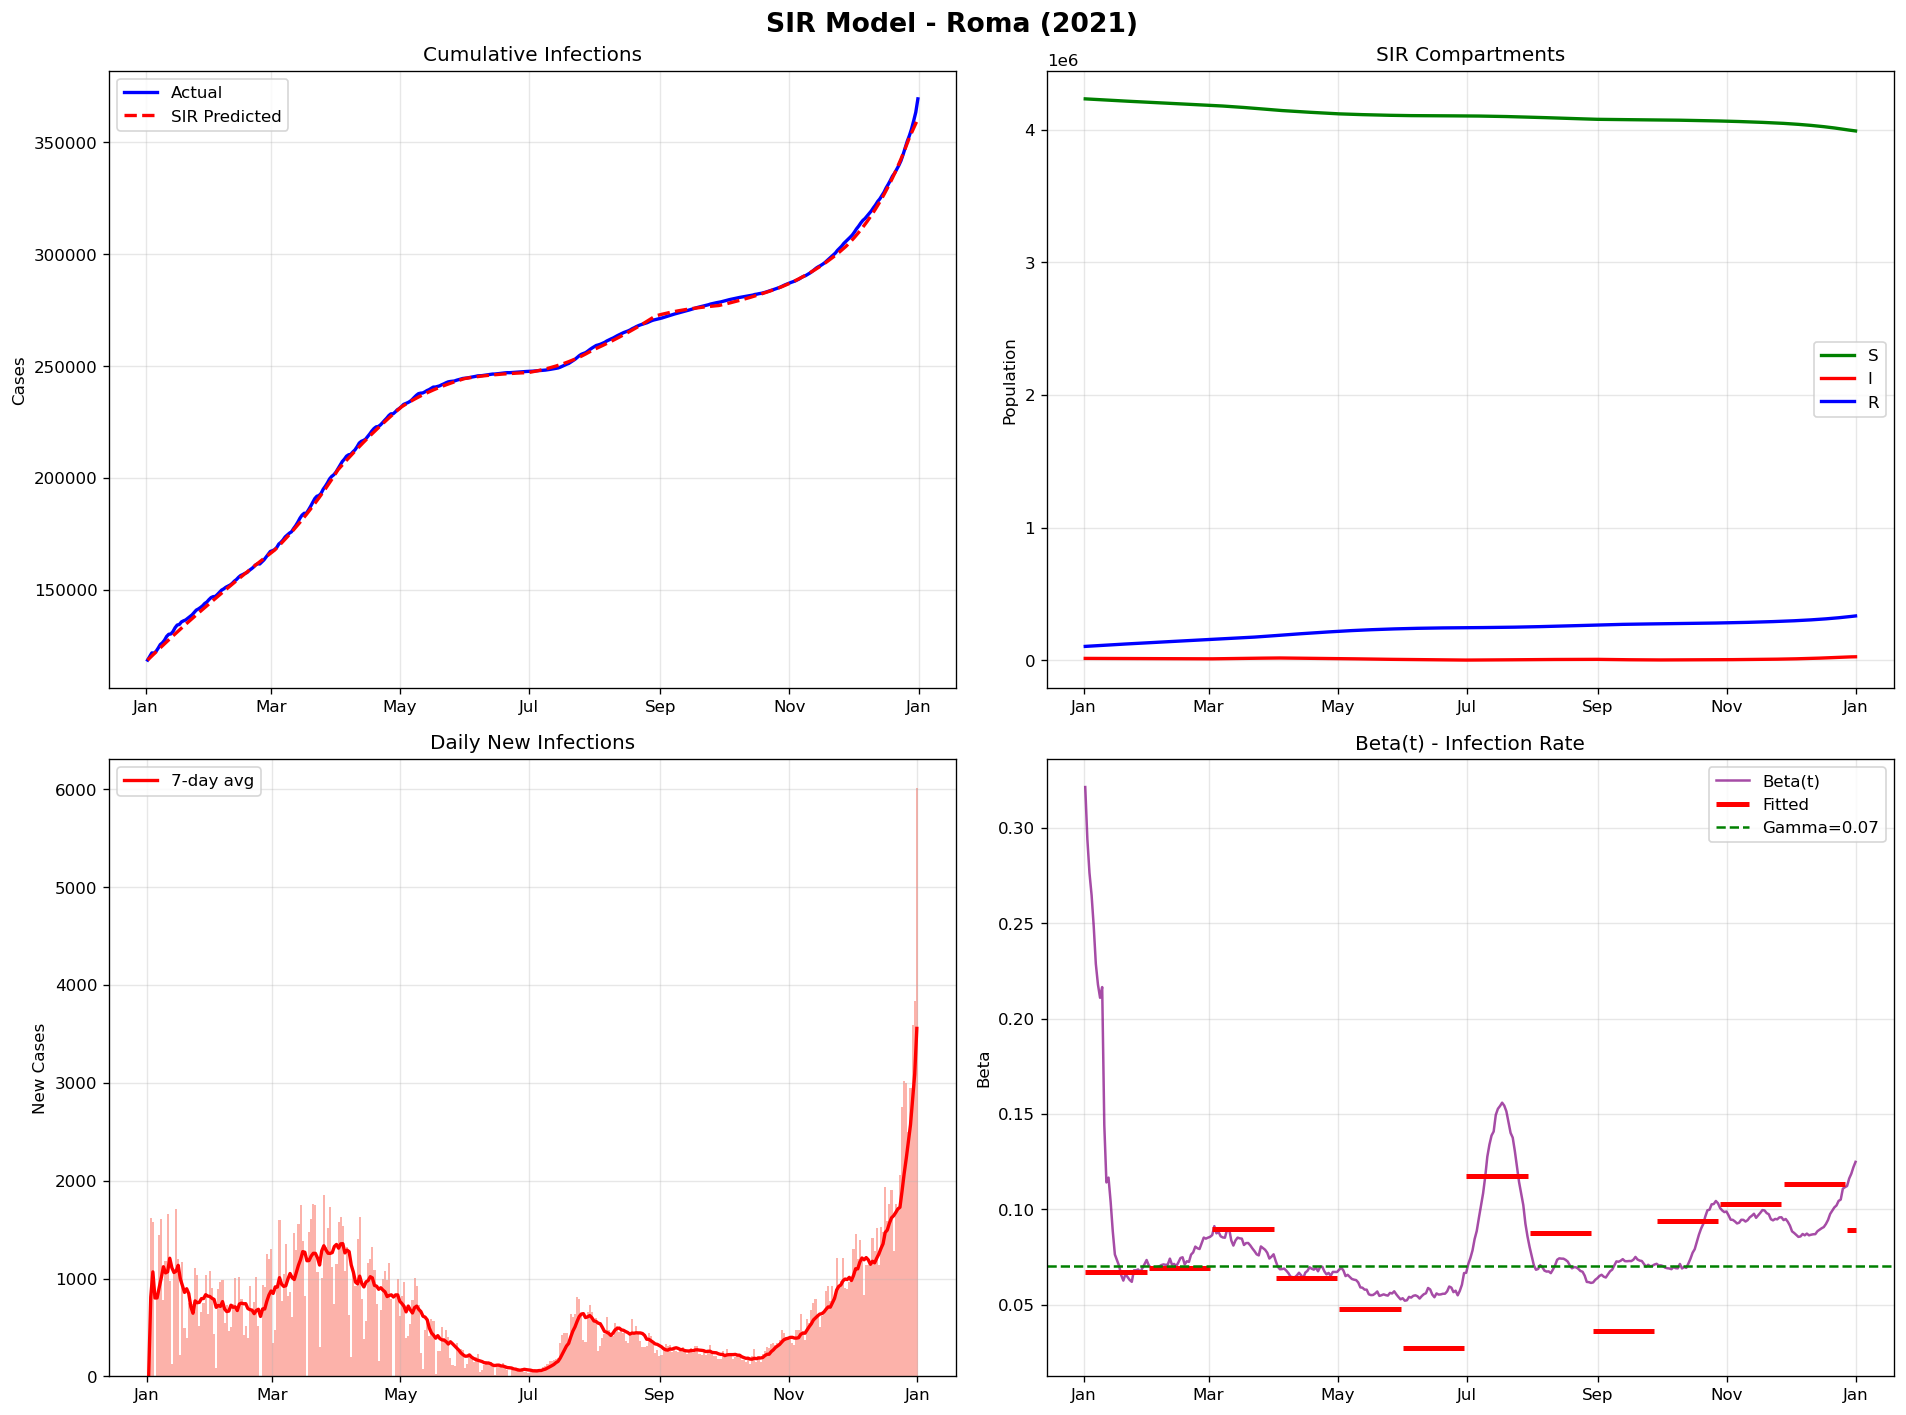 SIR Model - Roma (2021)
Cumulative Infections
Actual
SIR Predicted
350000
300000
250000
200000
150000
Cases
Jan Mar May Jul Sep Nov Jan
SIR Compartments
1e6
4
3
2
1
0
Population
S
I
R
Jan Mar May Jul Sep Nov Jan
Daily New Infections
7-day avg
6000
5000
4000
3000
2000
1000
0
New Cases
Jan Mar May Jul Sep Nov Jan
Beta(t) - Infection Rate
Beta(t)
Fitted
Gamma=0.07
0.30
0.25
0.20
0.15
0.10
0.05
Beta
Jan Mar May Jul Sep Nov Jan